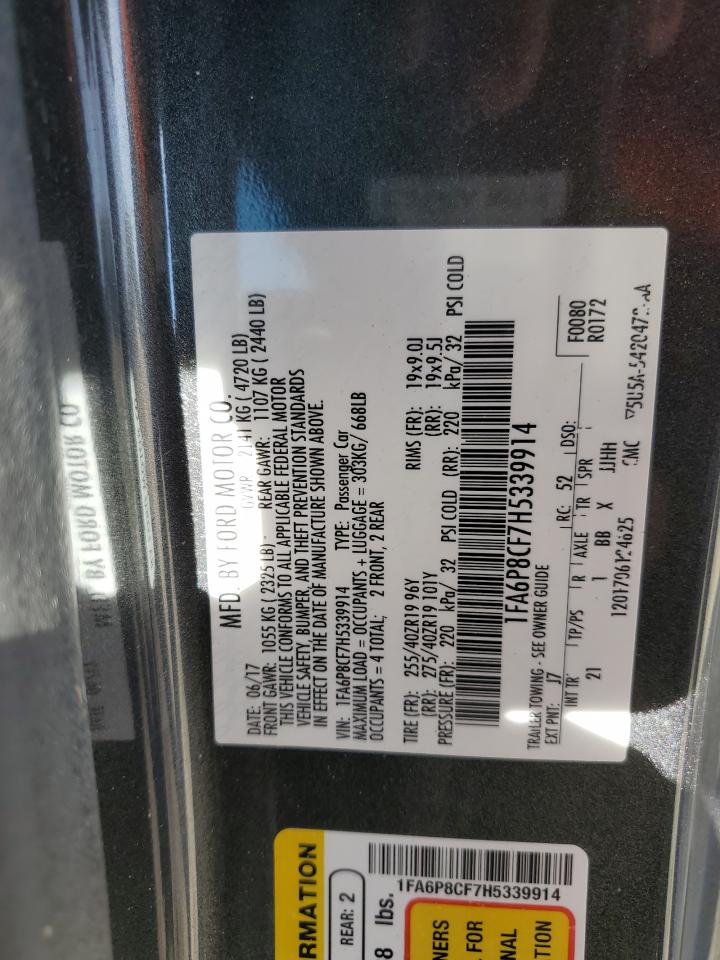 MFD. BY FORD MOTOR CO.
DATE: 06/17 GVWR 2141 KG ( 4720 LB)
FRONT GAWR: 1055 KG ( 2325 LB) - REAR GAWR: 1107 KG ( 2440 LB)
THIS VEHICLE CONFORMS TO ALL APPLICABLE FEDERAL MOTOR
VEHICLE SAFETY, BUMPER, AND THEFT PREVENTION STANDARDS
IN EFFECT ON THE DATE OF MANUFACTURE SHOWN ABOVE.
VIN: 1FA6P8CF7H5339914 TYPE: Passenger Car
MAXIMUM LOAD = OCCUPANTS + LUGGAGE = 303KG/ 668LB
OCCUPANTS = 4 TOTAL: 2 FRONT, 2 REAR
TIRE (FR): 255/40ZR19 96Y RIMS (FR): 19x9.0J
(RR): 275/40ZR19 101Y (RR): 19x9.5J
PRESSURE (FR): 220 kPa/ 32 PSI COLD (RR): 220 kPa/ 32 PSI COLD
1FA6P8CF7H5339914
TRAILER TOWING - SEE OWNER GUIDE
F0080
R0172
EXT PNT: J7 RC: 52 DSO:
INT TR TP/PS R AXLE TR SPR
21 1 BB X JJHH
RMATION
REAR: 2
8 lbs.
1FA6P8CF7H5339914
NERS
FOR
NAL
TION